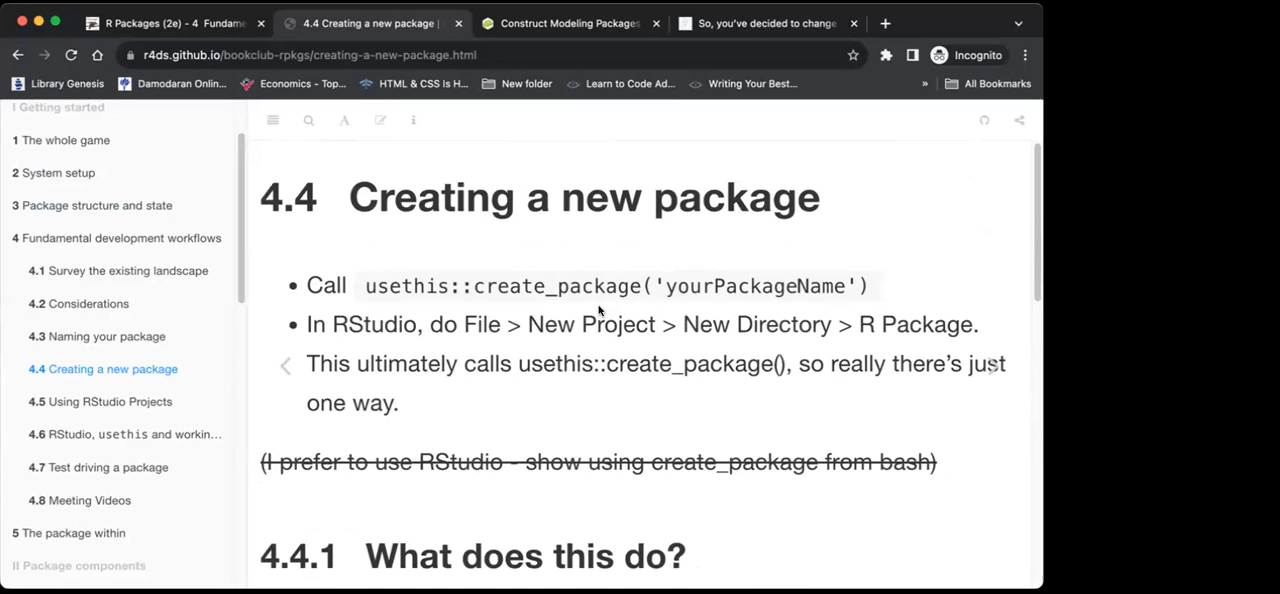 R Packages (2e) - 4 Fundame
4.4 Creating a new package |
Construct Modeling Packages
So, you've decided to change
r4ds.github.io/bookclub-rpkgs/creating-a-new-package.html
Incognito
Library Genesis
Damodaran Onlin...
Economics - Top...
HTML & CSS Is H...
New folder
Learn to Code Ad...
Writing Your Best...
»
All Bookmarks
I Getting started
1 The whole game
2 System setup
3 Package structure and state
4 Fundamental development workflows
4.1 Survey the existing landscape
4.2 Considerations
4.3 Naming your package
4.4 Creating a new package
4.5 Using RStudio Projects
4.6 RStudio, usethis and workin...
4.7 Test driving a package
4.8 Meeting Videos
5 The package within
II Package components
4.4 Creating a new package
• Call usethis::create_package('yourPackageName')
• In RStudio, do File > New Project > New Directory > R Package.
• This ultimately calls usethis::create_package(), so really there's just
one way.
(I prefer to use RStudio - show using create_package from bash)
4.4.1 What does this do?